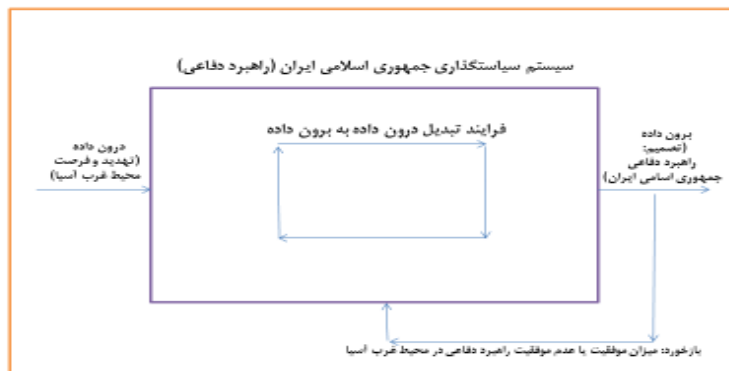 سیستم سیاستگذاری جمهوری اسلامی ایران (راهبرد دفاعی)
فرایند تبدیل درون داده به برون داده
برون داده
(تصمیم:
راهبرد دفاعی
جمهوری اسامی ایران)
درون داده
(تهدید و فرصت
محیط غرب آسیا)
بازخورد: میزان موفقیت یا عدم موفقیت راهبرد دفاعی در محیط غرب آسیا